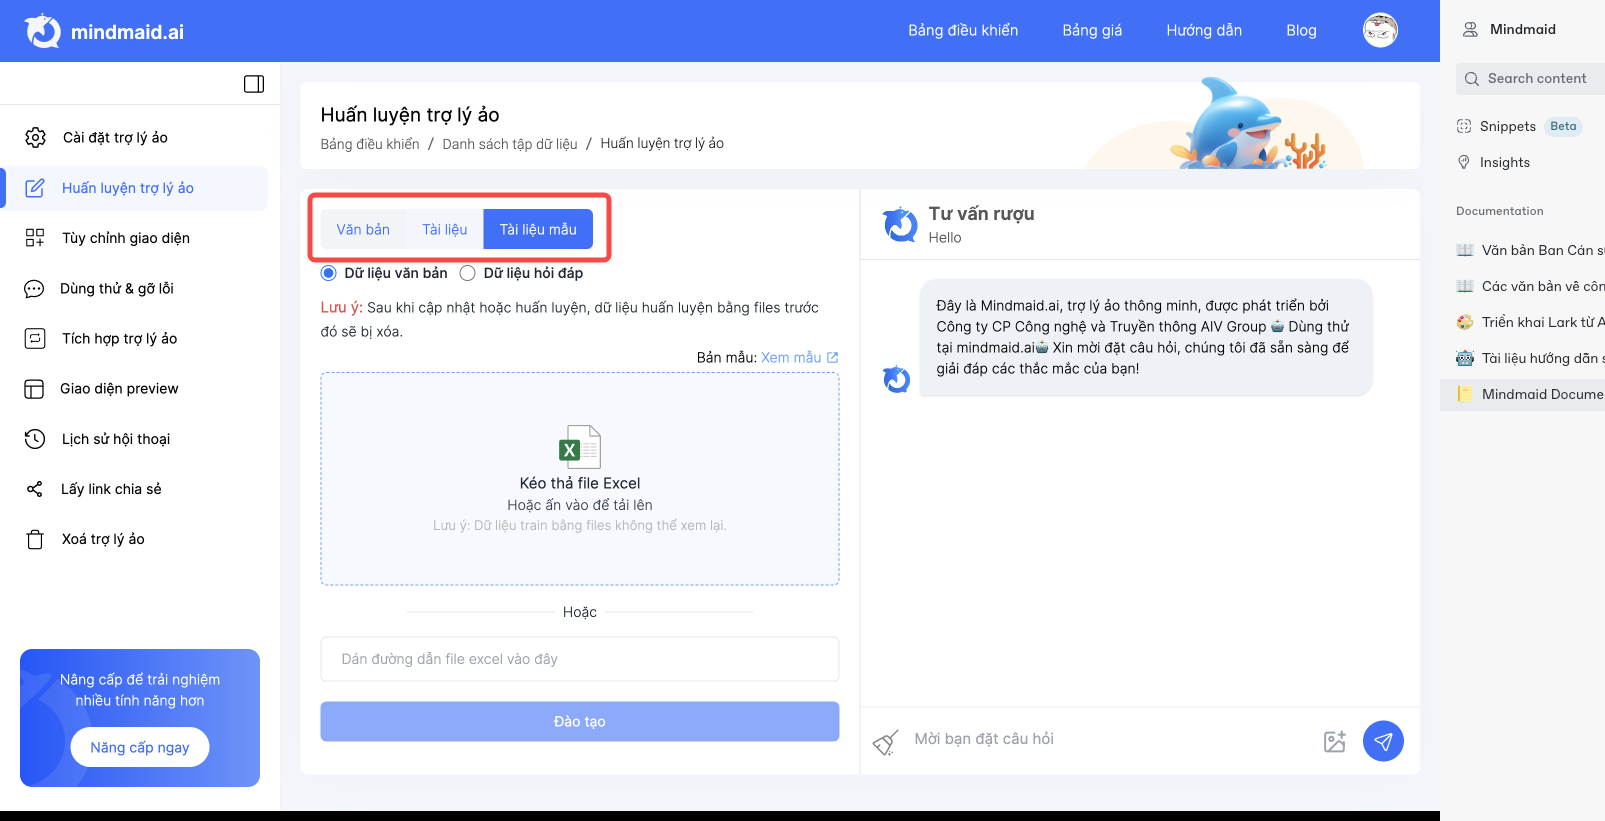 mindmaid.ai
Bảng điều khiển
Bảng giá
Hướng dẫn
Blog
Cài đặt trợ lý ảo
Huấn luyện trợ lý ảo
Tùy chỉnh giao diện
Dùng thử & gỡ lỗi
Tích hợp trợ lý ảo
Giao diện preview
Lịch sử hội thoại
Lấy link chia sẻ
Xoá trợ lý ảo
Nâng cấp để trải nghiệm
nhiều tính năng hơn
Nâng cấp ngay
Huấn luyện trợ lý ảo
Bảng điều khiển / Danh sách tập dữ liệu / Huấn luyện trợ lý ảo
Văn bản
Tài liệu
Tài liệu mẫu
Dữ liệu văn bản
Dữ liệu hỏi đáp
Lưu ý: Sau khi cập nhật hoặc huấn luyện, dữ liệu huấn luyện bằng files trước
đó sẽ bị xóa.
Bản mẫu: Xem mẫu
X
Kéo thả file Excel
Hoặc ấn vào để tải lên
Lưu ý: Dữ liệu train bằng files không thể xem lại.
Hoặc
Dán đường dẫn file excel vào đây
Đào tạo
Tư vấn rượu
Hello
Đây là Mindmaid.ai, trợ lý ảo thông minh, được phát triển bởi
Công ty CP Công nghệ và Truyền thông AIV Group 🤖 Dùng thử
tại mindmaid.ai🤖 Xin mời đặt câu hỏi, chúng tôi đã sẵn sàng để
giải đáp các thắc mắc của bạn!
Mời bạn đặt câu hỏi
Mindmaid
Search content
Snippets
Beta
Insights
Documentation
Văn bản Ban Cán s
Các văn bản về côn
Triển khai Lark từ A
Tài liệu hướng dẫn s
Mindmaid Docume